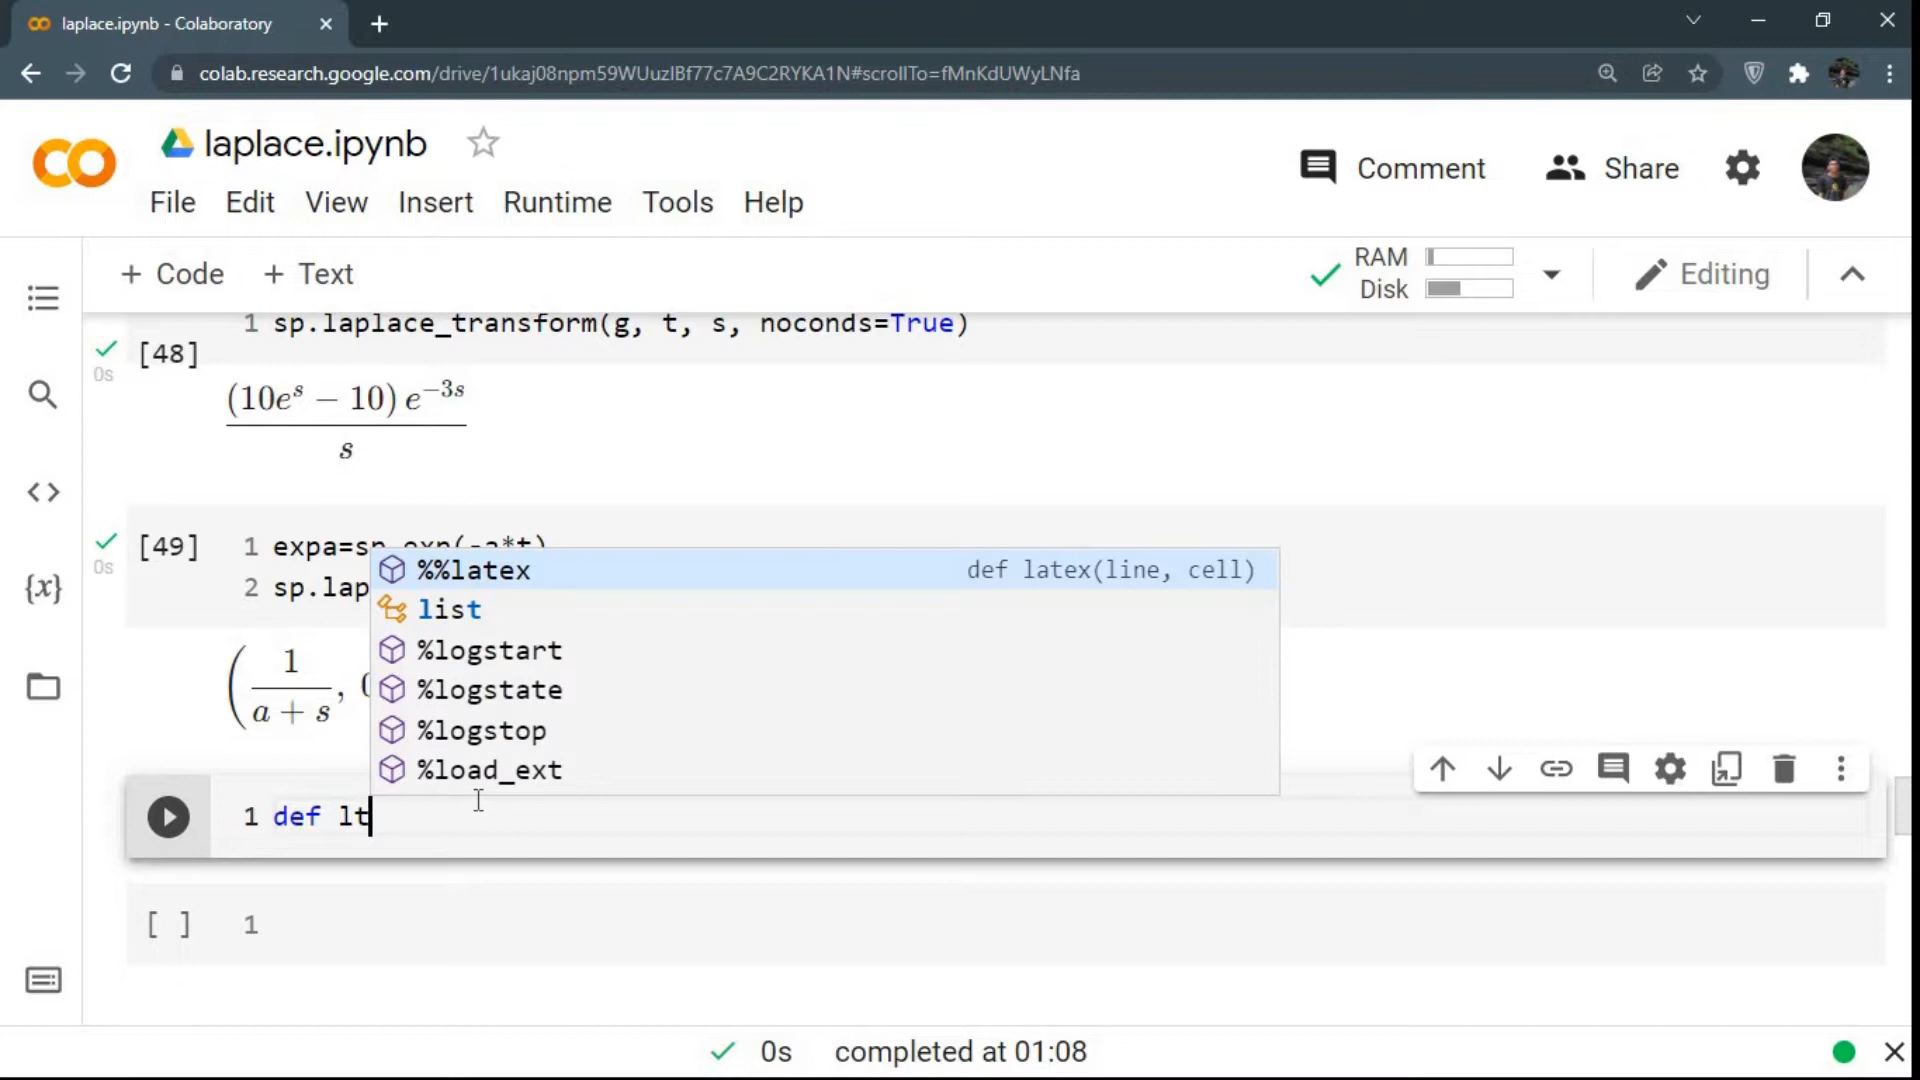 laplace.ipynb - Colaboratory
colab.research.google.com/drive/1ukaj08npm59WUuzIBf77c7A9C2RYKA1N#scrollTo=fMnKdUWyLNfa
laplace.ipynb
Comment Share
File Edit View Insert Runtime Tools Help
+ Code + Text
RAM
Disk
Editing
1 sp.laplace_transform(g, t, s, noconds=True)
[48]
0s
(10e^s − 10) e^−3s
s
[49] 1 expa=sp.exp(-a*t)
0s
2 sp.lap
%%latex def latex(line, cell)
list
%logstart
%logstate
%logstop
%load_ext
( 1
a + s ,
1 def lt
[ ] 1
0s completed at 01:08